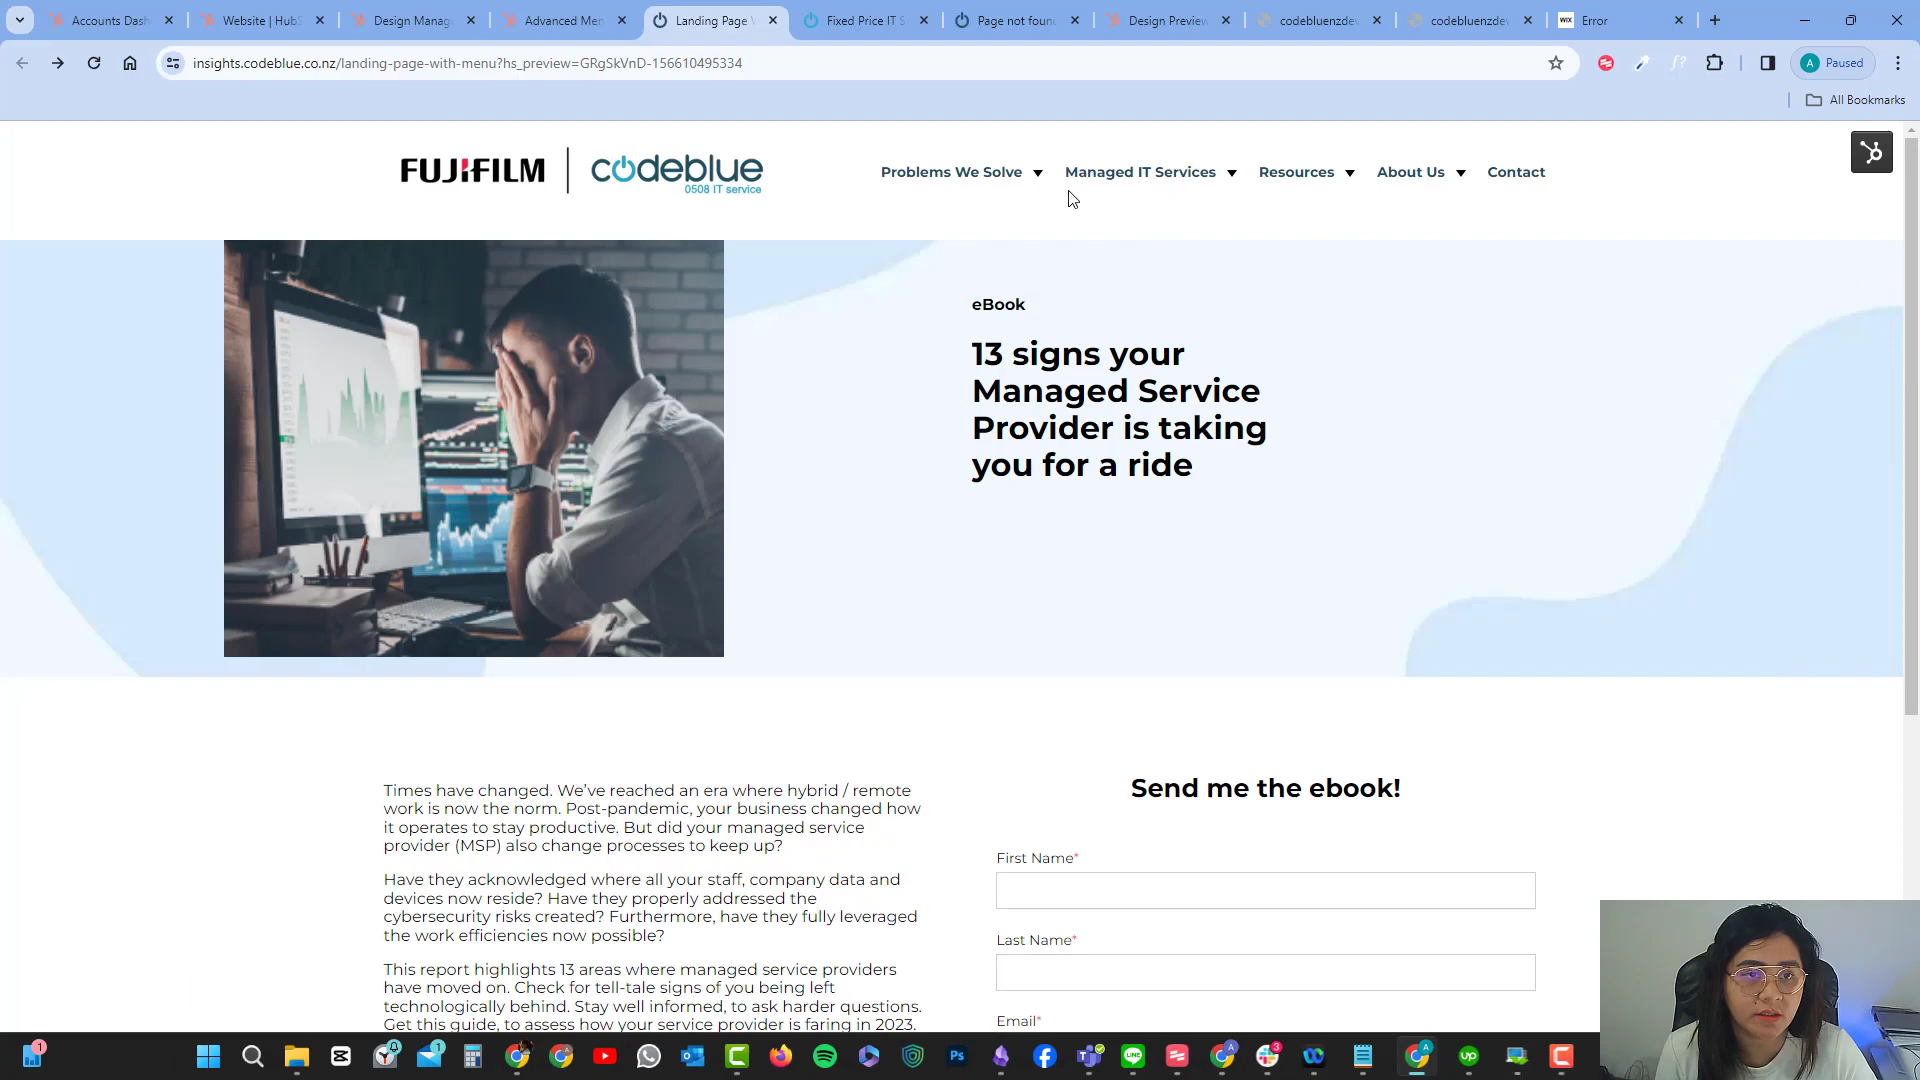 Accounts Dash
Website | HubS
Design Manag
Advanced Men
Landing Page W
Fixed Price IT S
Page not foun
Design Preview
codebluenzde
codebluenzde
WIX
Error
insights.codeblue.co.nz/landing-page-with-menu?hs_preview=GRgSkVnD-156610495334
f?
A
Paused
All Bookmarks
FUJIFILM
codeblue
0508 IT service
Problems We Solve
Managed IT Services
Resources
About Us
Contact
eBook
13 signs your
Managed Service
Provider is taking
you for a ride
Times have changed. We’ve reached an era where hybrid / remote
work is now the norm. Post-pandemic, your business changed how
it operates to stay productive. But did your managed service
provider (MSP) also change processes to keep up?
Have they acknowledged where all your staff, company data and
devices now reside? Have they properly addressed the
cybersecurity risks created? Furthermore, have they fully leveraged
the work efficiencies now possible?
This report highlights 13 areas where managed service providers
have moved on. Check for tell-tale signs of you being left
technologically behind. Stay well informed, to ask harder questions.
Get this guide, to assess how your service provider is faring in 2023.
Send me the ebook!
First Name*
Last Name*
Email*
1
1
Ps
LINE
A
3
A
up